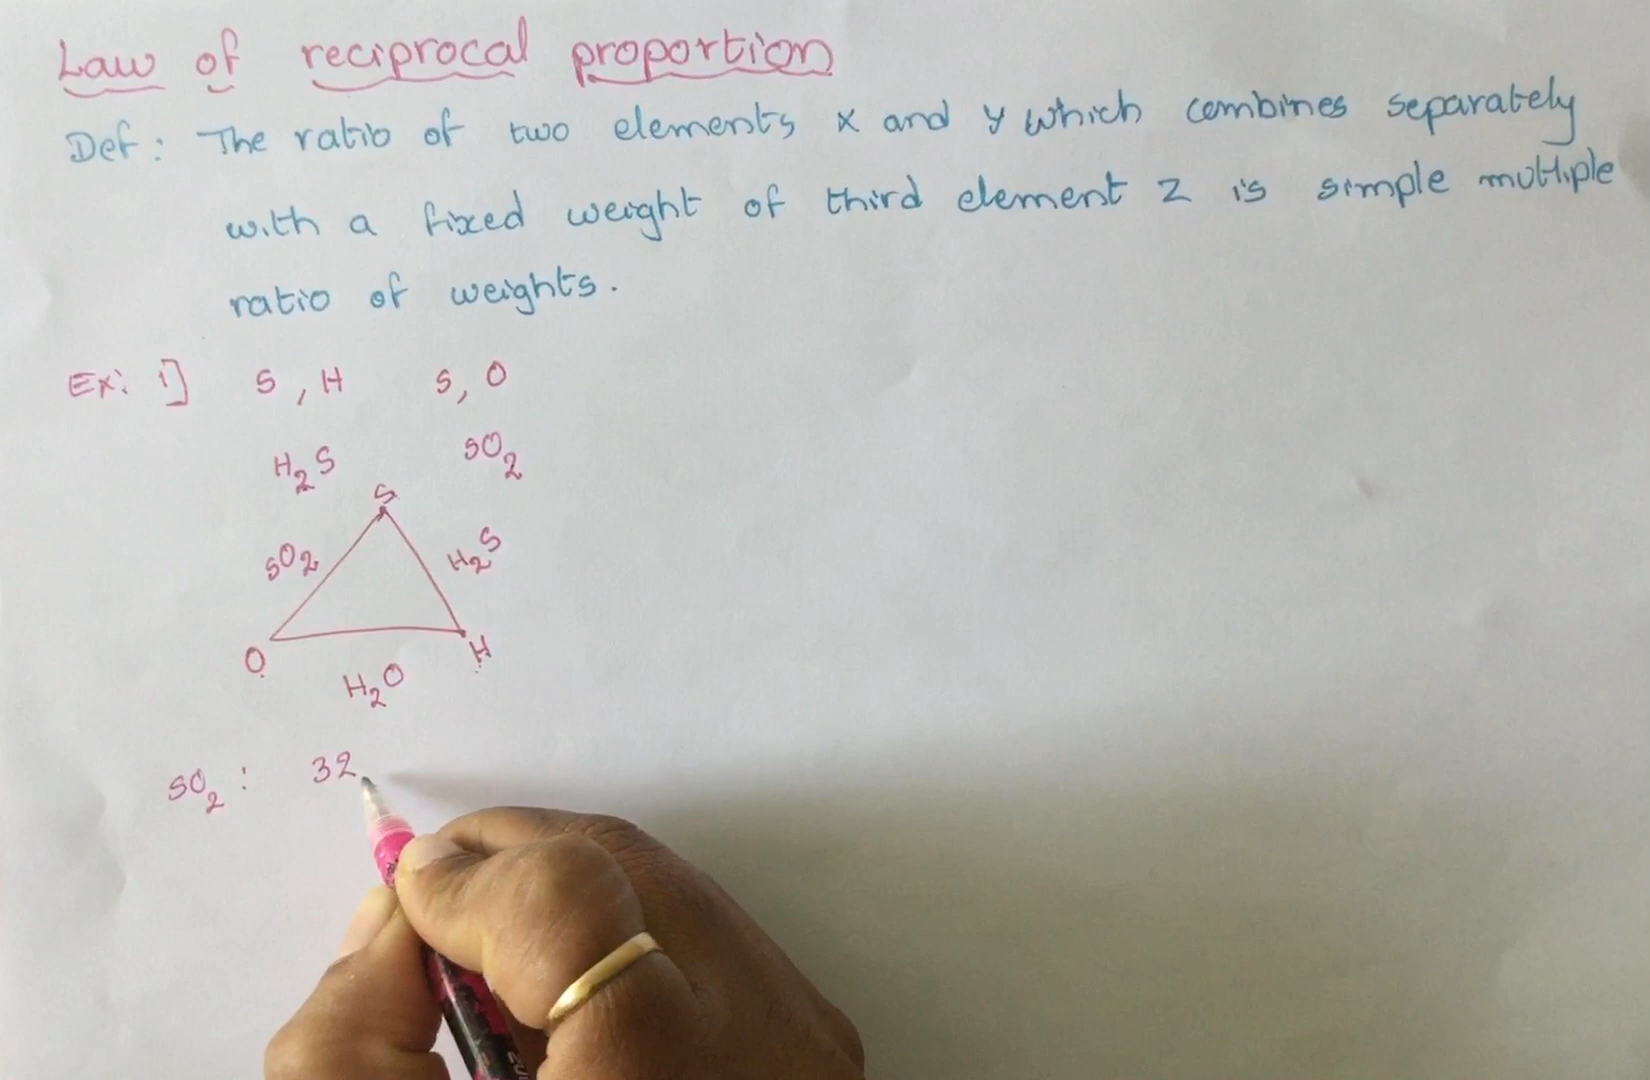 Law of reciprocal proportion
Def: The ratio of two elements x and y which combines separately
with a fixed weight of third element z is simple multiple
ratio of weights.
Ex: 1] S, H S, O
H₂S SO₂
S
SO₂ H₂S
O H
H₂O
SO₂ : 32